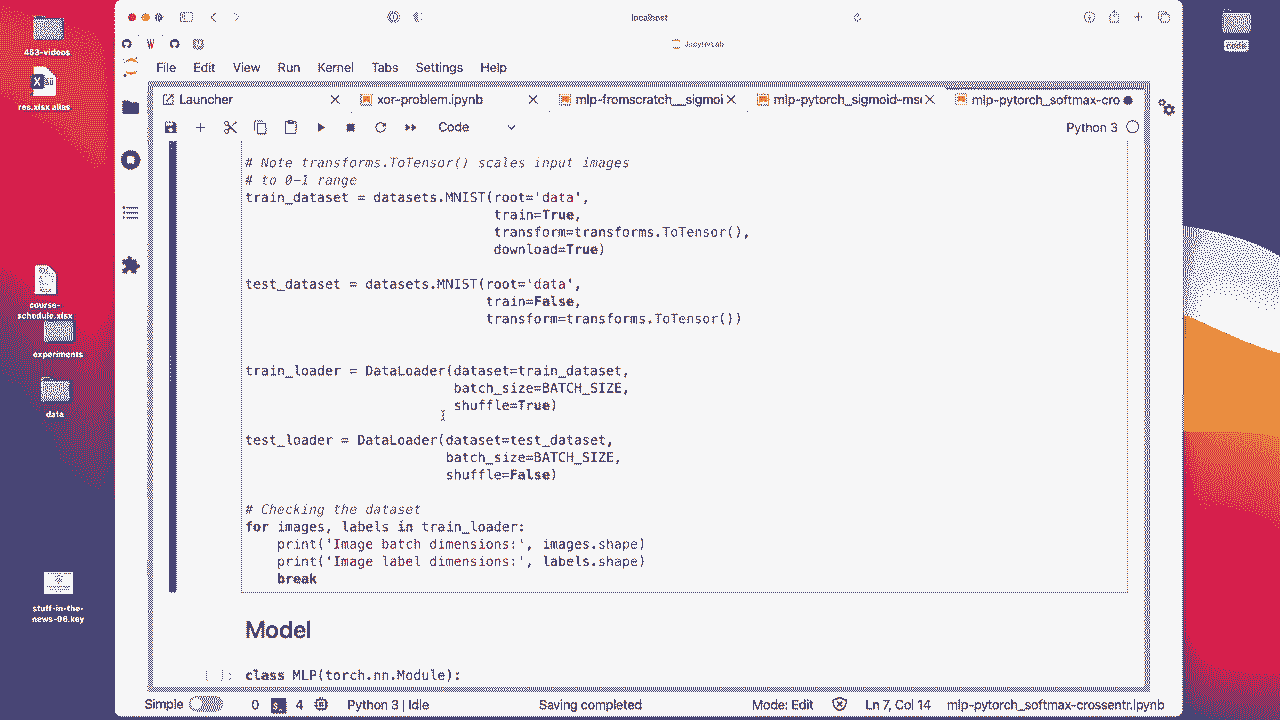 localhost
JupyterLab
File Edit View Run Kernel Tabs Settings Help
Launcher xor-problem.ipynb mlp-fromscratch__sigmoi mlp-pytorch_sigmoid-mse mlp-pytorch_softmax-cro
Code Python 3
# Note transforms.ToTensor() scales input images
# to 0-1 range
train_dataset = datasets.MNIST(root='data',
train=True,
transform=transforms.ToTensor(),
download=True)
test_dataset = datasets.MNIST(root='data',
train=False,
transform=transforms.ToTensor())
train_loader = DataLoader(dataset=train_dataset,
batch_size=BATCH_SIZE,
shuffle=True)
test_loader = DataLoader(dataset=test_dataset,
batch_size=BATCH_SIZE,
shuffle=False)
# Checking the dataset
for images, labels in train_loader:
print('Image batch dimensions:', images.shape)
print('Image label dimensions:', labels.shape)
break
Model
[ ]: class MLP(torch.nn.Module):
Simple 0 4 Python 3 | Idle Saving completed Mode: Edit Ln 7, Col 14 mlp-pytorch_softmax-crossentr.ipynb
453-videos
res.xlsx alias
course-
schedule.xlsx
experiments
data
stuff-in-the-
news-06.key
code